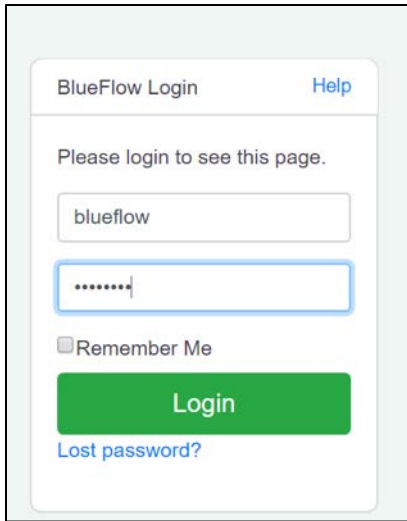 BlueFlow Login Help
Please login to see this page.
blueflow
••••••••
Remember Me
Login
Lost password?